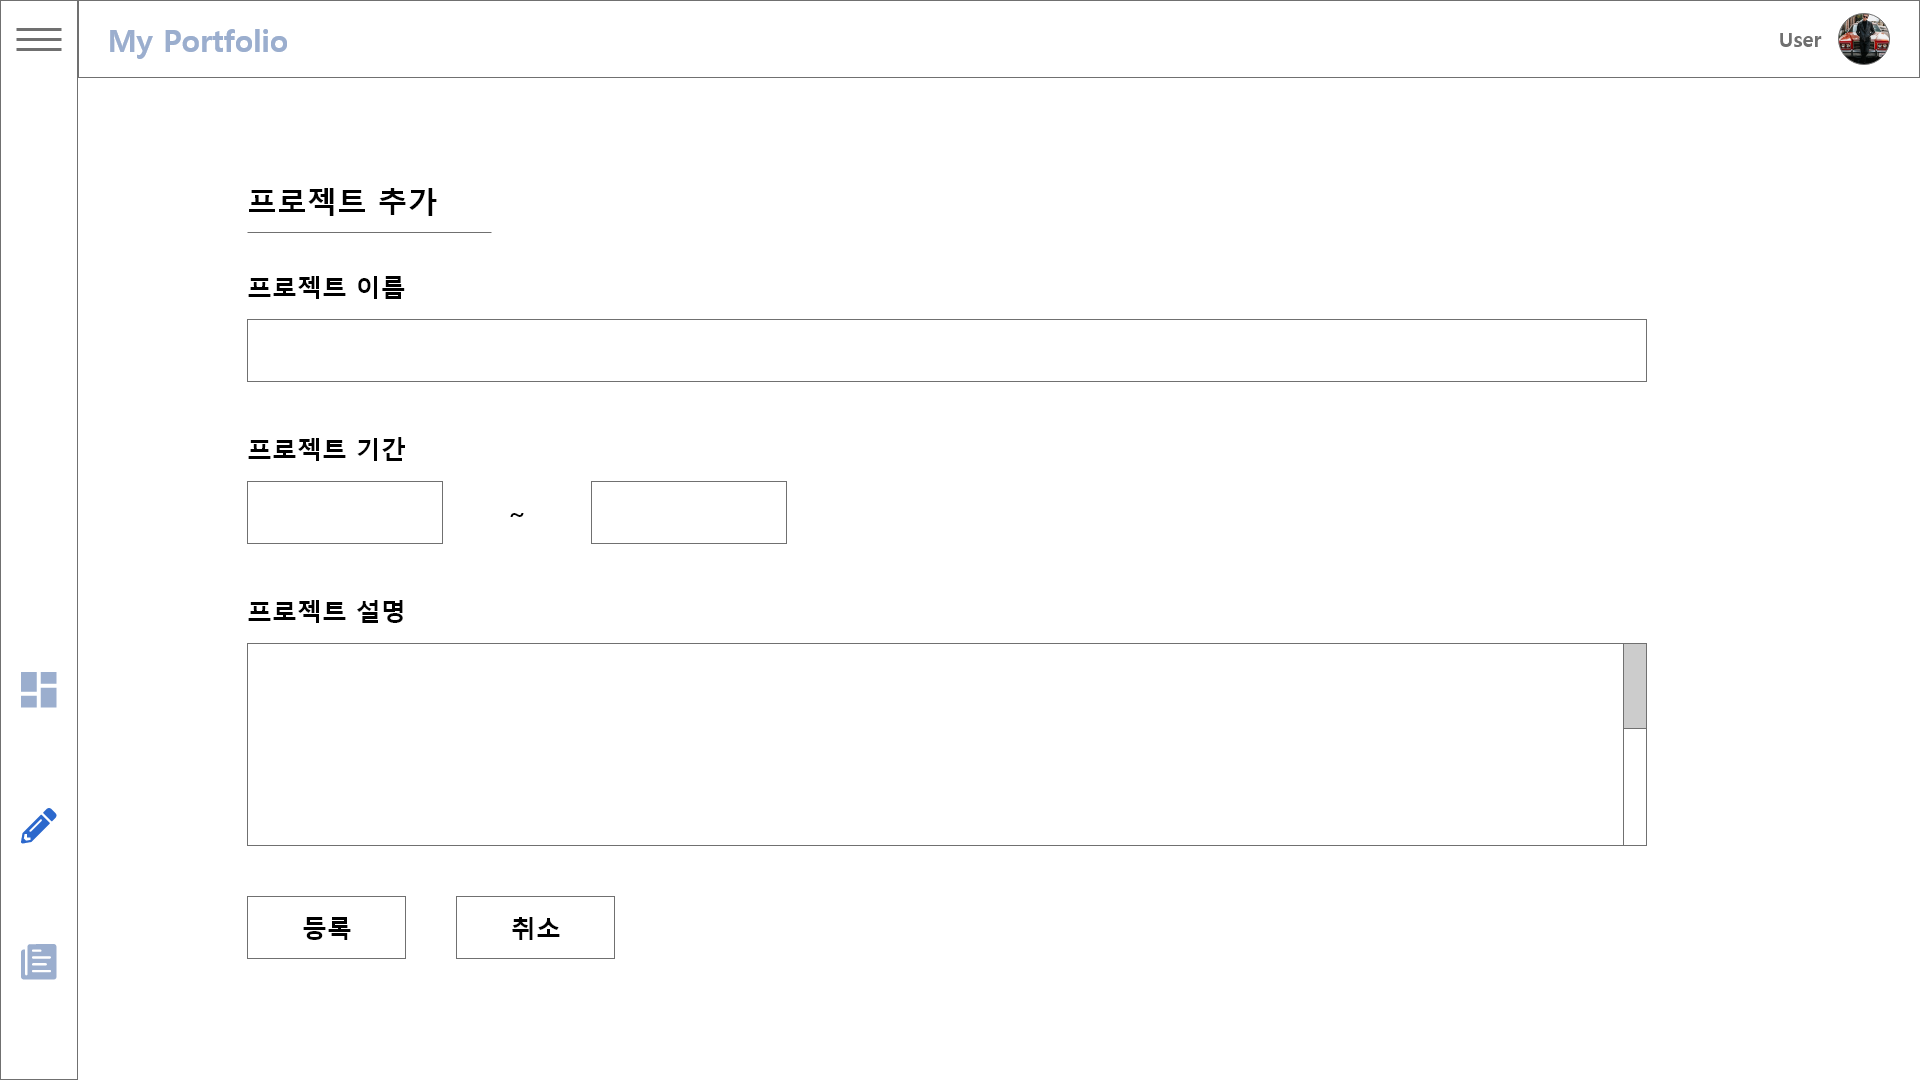 My Portfolio
User
프로젝트 추가
프로젝트 이름
프로젝트 기간
~
프로젝트 설명
등록
취소